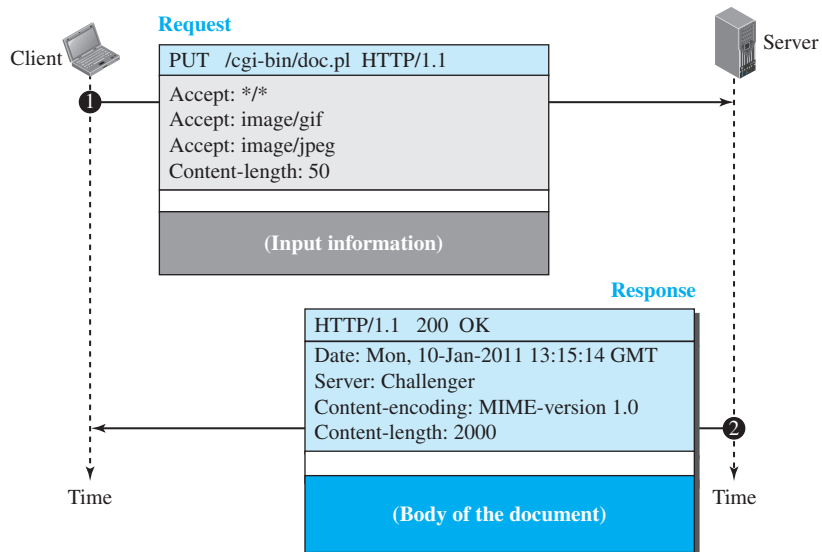 Request
Client
Server
PUT /cgi-bin/doc.pl HTTP/1.1
1
Accept: */*
Accept: image/gif
Accept: image/jpeg
Content-length: 50
(Input information)
Response
HTTP/1.1 200 OK
Date: Mon, 10-Jan-2011 13:15:14 GMT
Server: Challenger
Content-encoding: MIME-version 1.0
Content-length: 2000
2
Time
Time
(Body of the document)